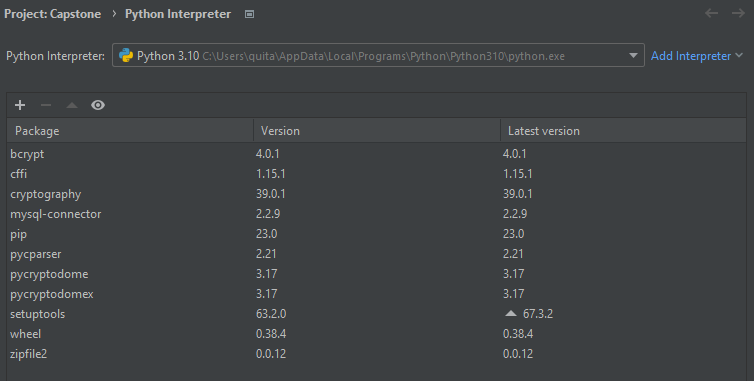 Project: Capstone › Python Interpreter
Python Interpreter: Python 3.10 C:\Users\quita\AppData\Local\Programs\Python\Python310\python.exe Add Interpreter
Package Version Latest version
bcrypt 4.0.1 4.0.1
cffi 1.15.1 1.15.1
cryptography 39.0.1 39.0.1
mysql-connector 2.2.9 2.2.9
pip 23.0 23.0
pycparser 2.21 2.21
pycryptodome 3.17 3.17
pycryptodomex 3.17 3.17
setuptools 63.2.0 67.3.2
wheel 0.38.4 0.38.4
zipfile2 0.0.12 0.0.12